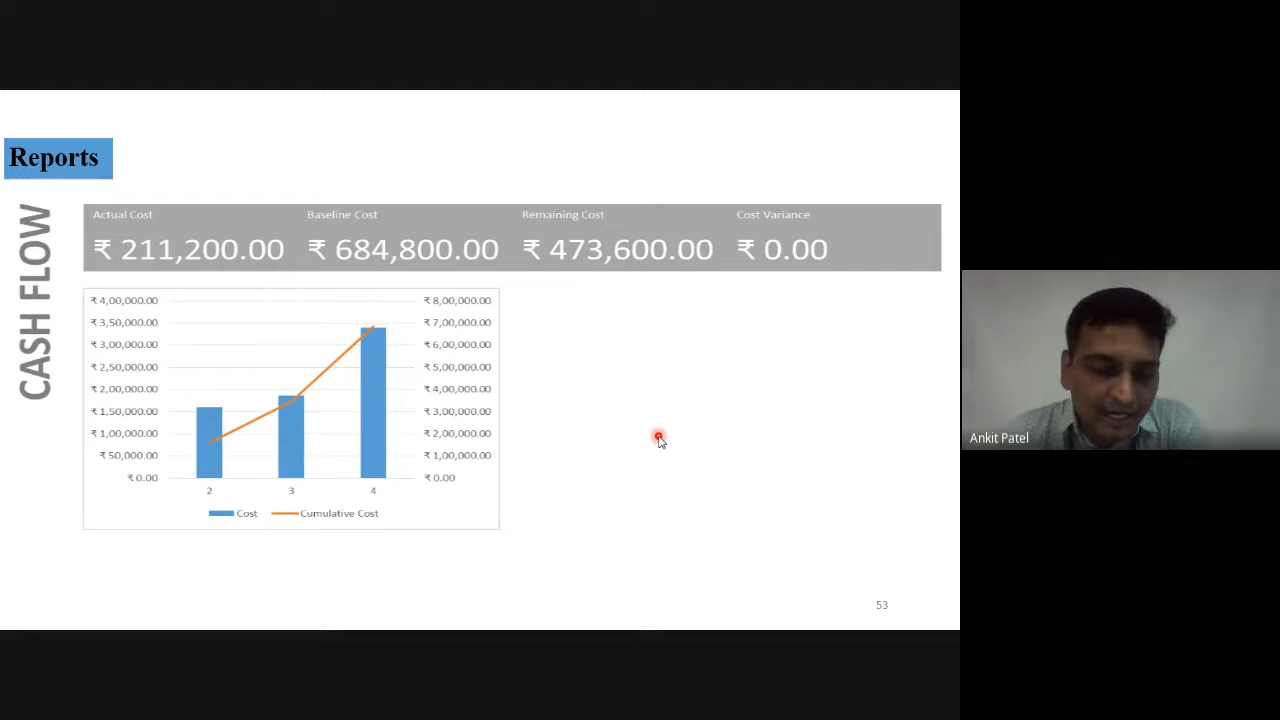 Reports
CASH FLOW
Actual Cost Baseline Cost Remaining Cost Cost Variance
₹ 211,200.00 ₹ 684,800.00 ₹ 473,600.00 ₹ 0.00
₹ 4,00,000.00 ₹ 8,00,000.00
₹ 3,50,000.00 ₹ 7,00,000.00
₹ 3,00,000.00 ₹ 6,00,000.00
₹ 2,50,000.00 ₹ 5,00,000.00
₹ 2,00,000.00 ₹ 4,00,000.00
₹ 1,50,000.00 ₹ 3,00,000.00
₹ 1,00,000.00 ₹ 2,00,000.00
₹ 50,000.00 ₹ 1,00,000.00
₹ 0.00 ₹ 0.00
2 3 4
Cost Cumulative Cost
53
Ankit Patel